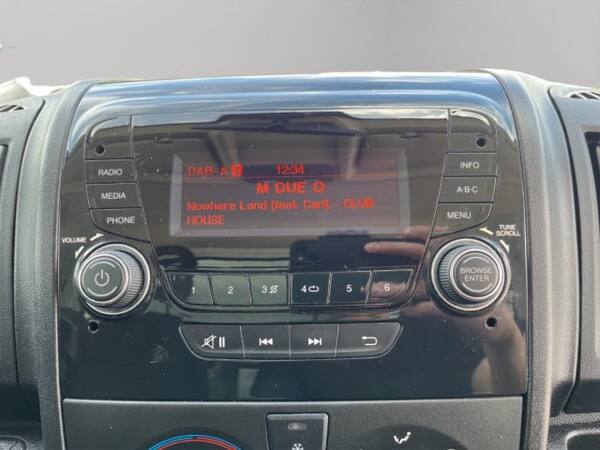 DAB-A 12:34
M DUE O
Nowhere Land (feat. Carl). - CLUB
HOUSE
RADIO
MEDIA
PHONE
INFO
A·B·C
MENU
VOLUME
TUNE
SCROLL
BROWSE
ENTER
1 2 3 4 5 6